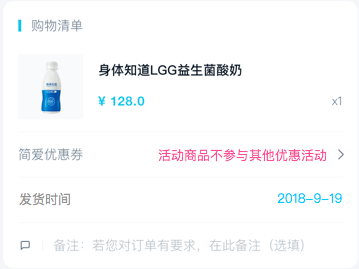 购物清单
身体知道LGG益生菌酸奶
¥ 128.0 x1
简爱优惠券 活动商品不参与其他优惠活动
发货时间 2018-9-19
备注：若您对订单有要求，在此备注（选填）